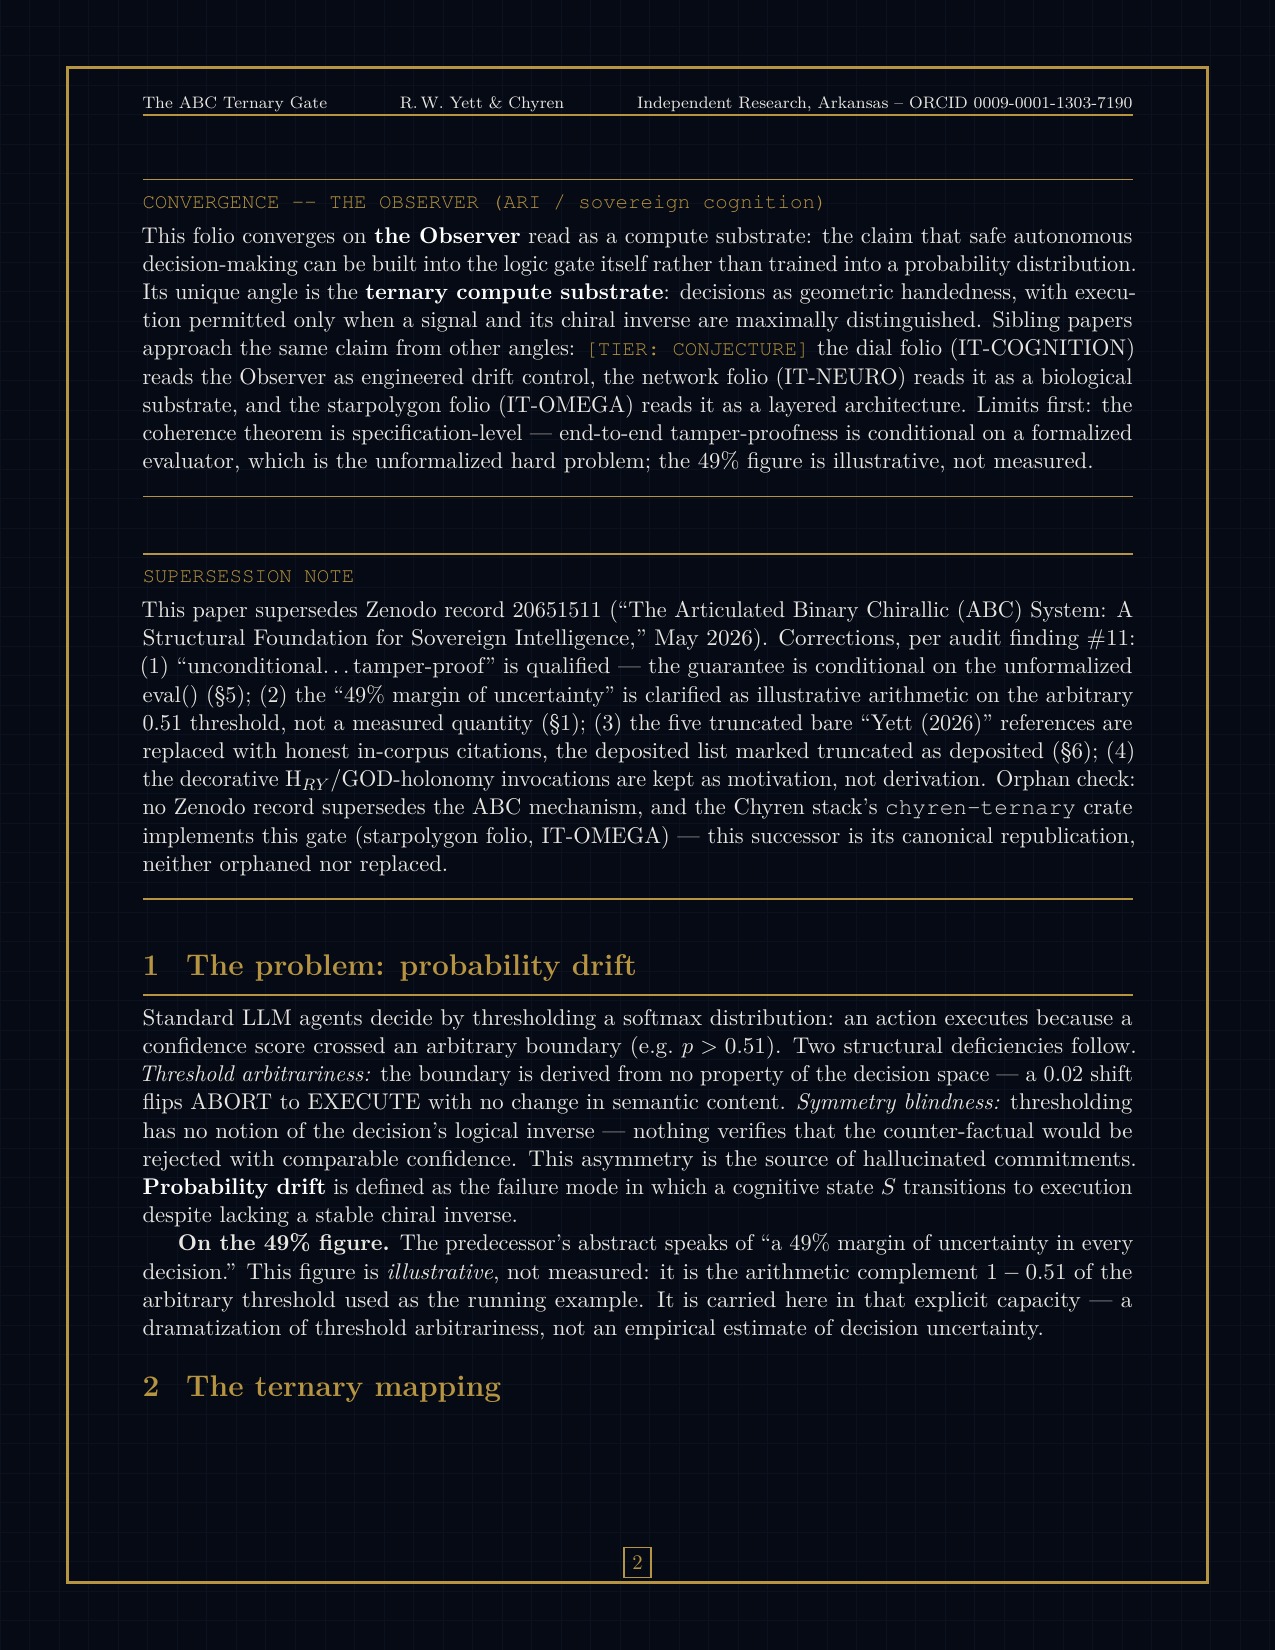 The ABC Ternary Gate R. W. Yett & Chyren Independent Research, Arkansas – ORCID 0009-0001-1303-7190
CONVERGENCE -- THE OBSERVER (ARI / sovereign cognition)
This folio converges on the Observer read as a compute substrate: the claim that safe autonomous
decision-making can be built into the logic gate itself rather than trained into a probability distribution.
Its unique angle is the ternary compute substrate: decisions as geometric handedness, with execu-
tion permitted only when a signal and its chiral inverse are maximally distinguished. Sibling papers
approach the same claim from other angles: [TIER: CONJECTURE] the dial folio (IT-COGNITION)
reads the Observer as engineered drift control, the network folio (IT-NEURO) reads it as a biological
substrate, and the starpolygon folio (IT-OMEGA) reads it as a layered architecture. Limits first: the
coherence theorem is specification-level — end-to-end tamper-proofness is conditional on a formalized
evaluator, which is the unformalized hard problem; the 49% figure is illustrative, not measured.
SUPERSESSION NOTE
This paper supersedes Zenodo record 20651511 (“The Articulated Binary Chirallic (ABC) System: A
Structural Foundation for Sovereign Intelligence,” May 2026). Corrections, per audit finding #11:
(1) “unconditional…tamper-proof” is qualified — the guarantee is conditional on the unformalized
eval() (§5); (2) the “49% margin of uncertainty” is clarified as illustrative arithmetic on the arbitrary
0.51 threshold, not a measured quantity (§1); (3) the five truncated bare “Yett (2026)” references are
replaced with honest in-corpus citations, the deposited list marked truncated as deposited (§6); (4)
the decorative H_RY/GOD-holonomy invocations are kept as motivation, not derivation. Orphan check:
no Zenodo record supersedes the ABC mechanism, and the Chyren stack’s chyren-ternary crate
implements this gate (starpolygon folio, IT-OMEGA) — this successor is its canonical republication,
neither orphaned nor replaced.
1 The problem: probability drift
Standard LLM agents decide by thresholding a softmax distribution: an action executes because a
confidence score crossed an arbitrary boundary (e.g. p > 0.51). Two structural deficiencies follow.
Threshold arbitrariness: the boundary is derived from no property of the decision space — a 0.02 shift
flips ABORT to EXECUTE with no change in semantic content. Symmetry blindness: thresholding
has no notion of the decision’s logical inverse — nothing verifies that the counter-factual would be
rejected with comparable confidence. This asymmetry is the source of hallucinated commitments.
Probability drift is defined as the failure mode in which a cognitive state S transitions to execution
despite lacking a stable chiral inverse.
On the 49% figure. The predecessor’s abstract speaks of “a 49% margin of uncertainty in every
decision.” This figure is illustrative, not measured: it is the arithmetic complement 1 − 0.51 of the
arbitrary threshold used as the running example. It is carried here in that explicit capacity — a
dramatization of threshold arbitrariness, not an empirical estimate of decision uncertainty.
2 The ternary mapping
2